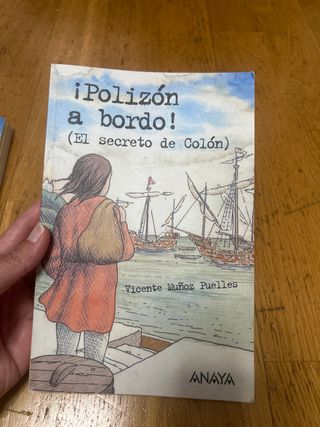 ¡Polizón
a bordo!
(El secreto de Colón)
Vicente Muñoz Puelles
ANAYA